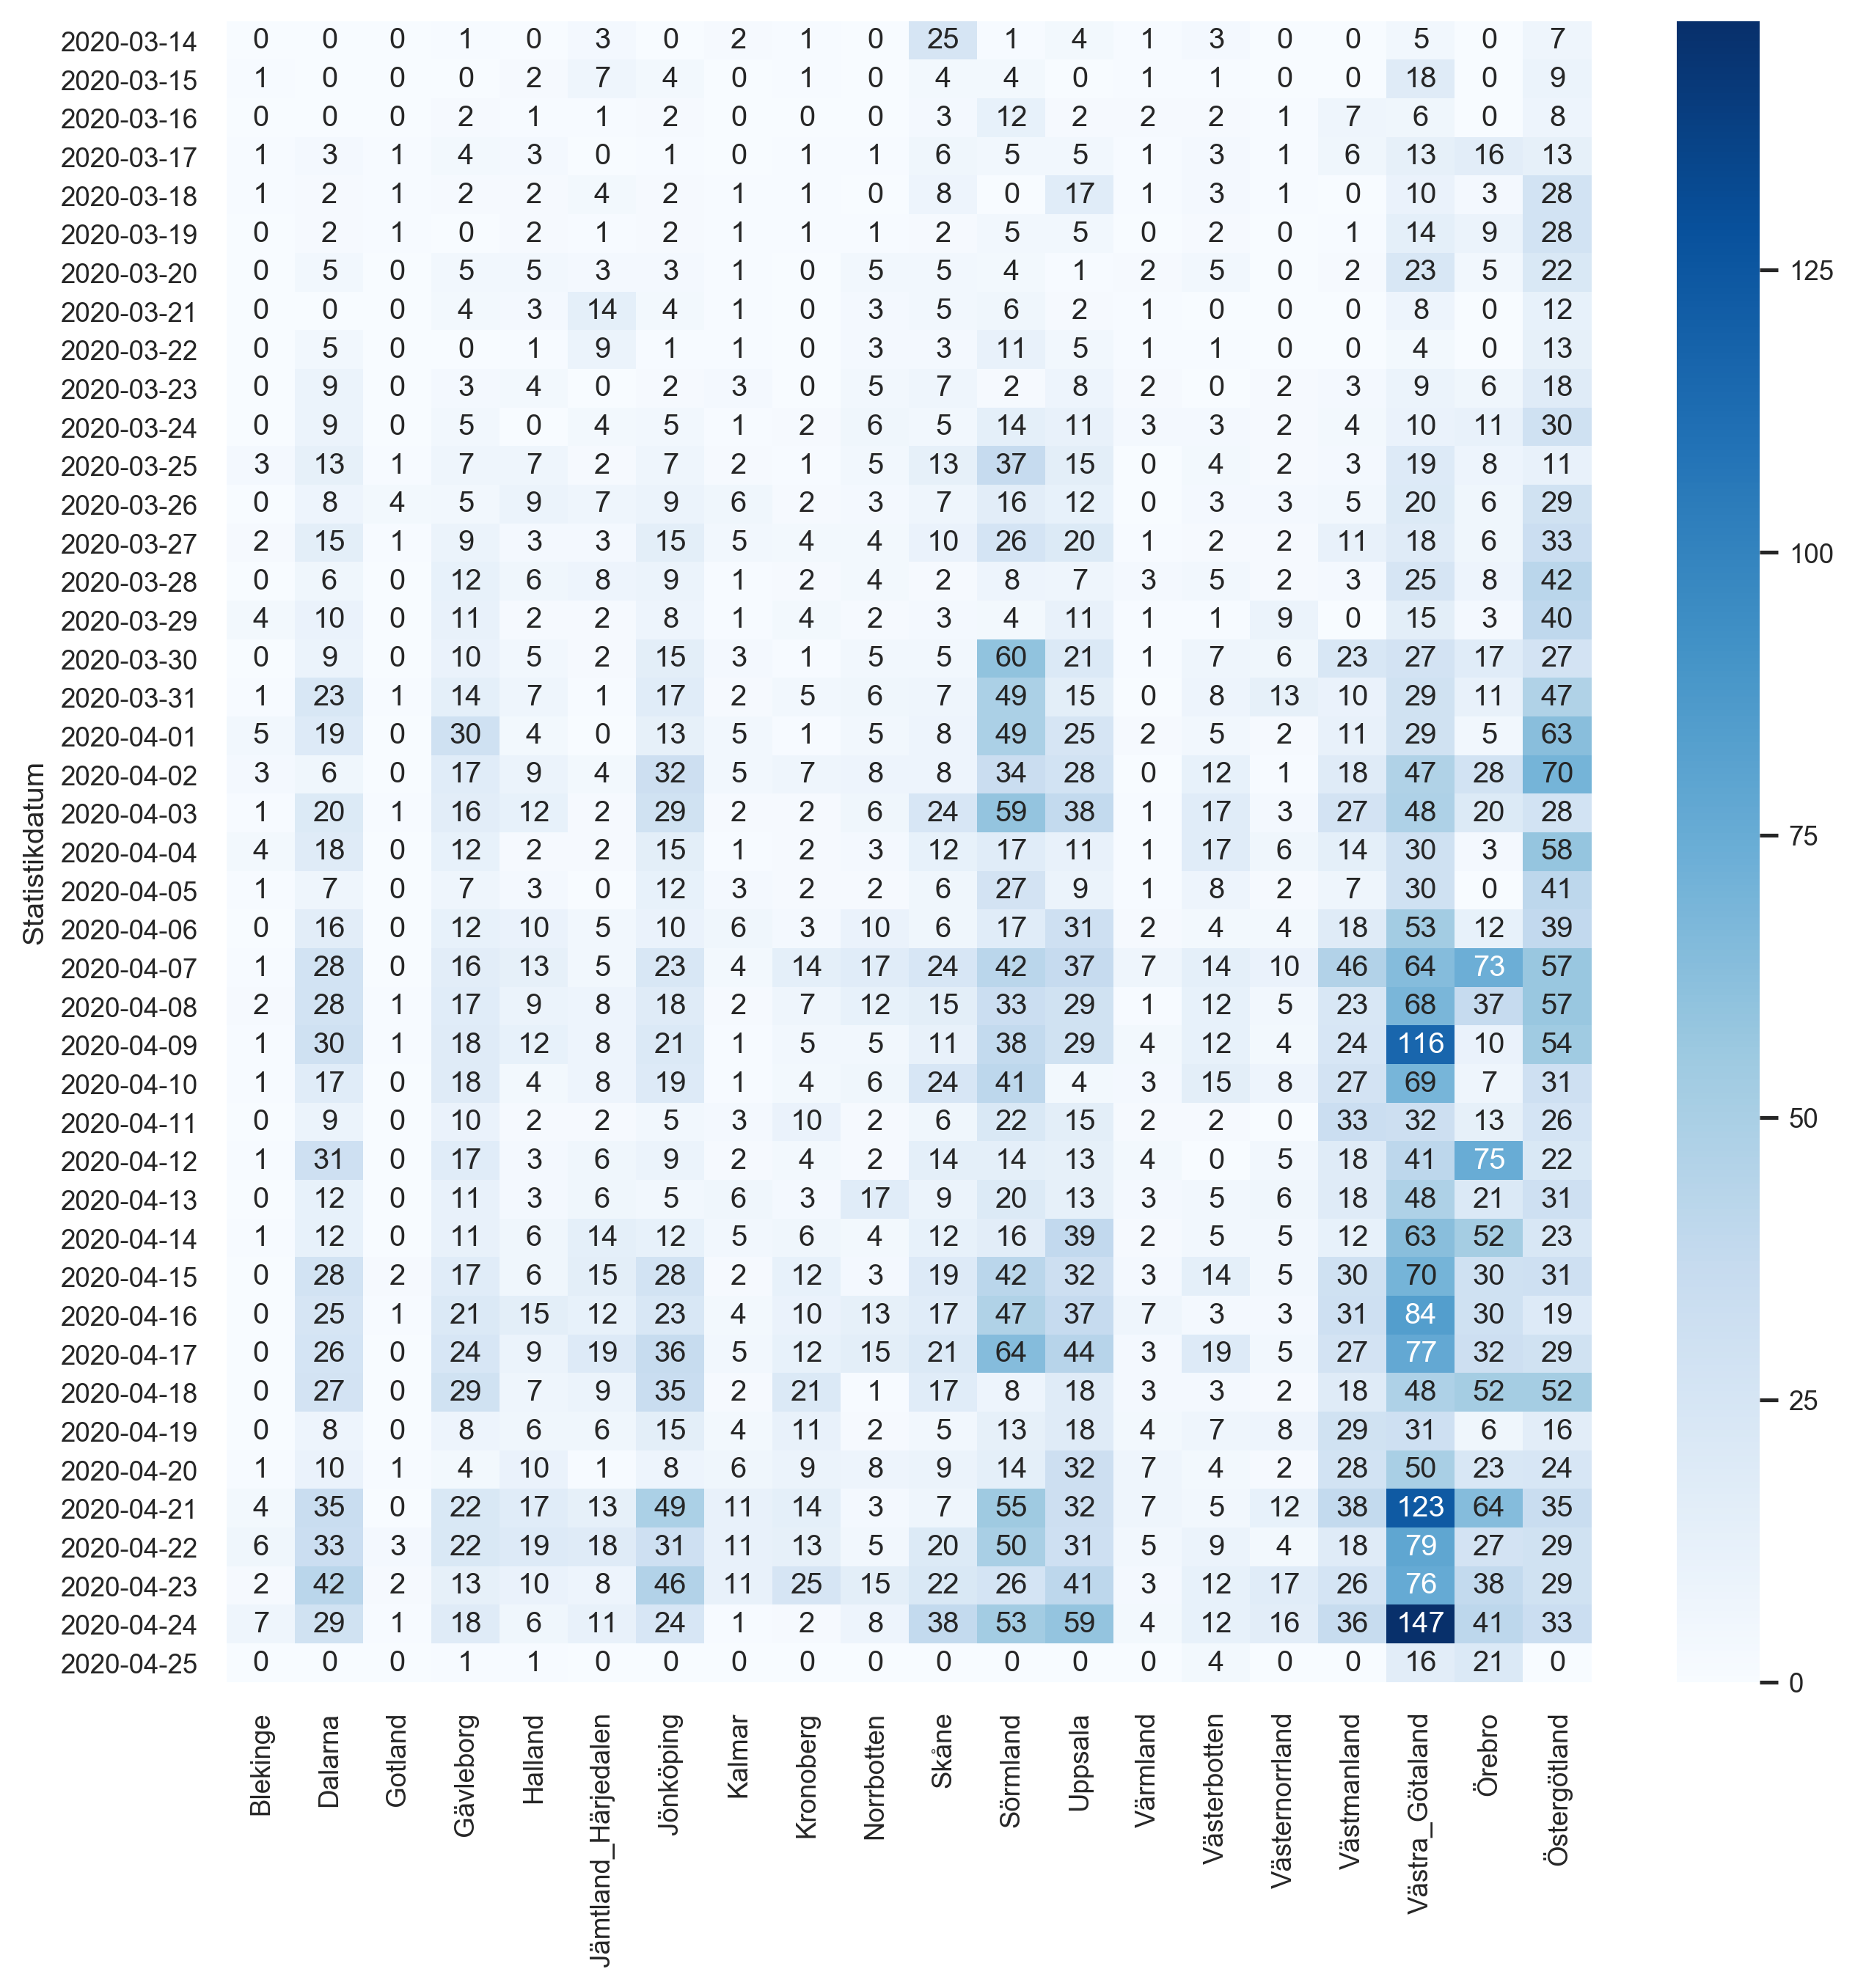 2020-03-14 0 0 0 1 0 3 0 2 1 0 25 1 4 1 3 0 0 5 0 7
2020-03-15 1 0 0 0 2 7 4 0 1 0 4 4 0 1 1 0 0 18 0 9
2020-03-16 0 0 0 2 1 1 2 0 0 0 3 12 2 2 2 1 7 6 0 8
2020-03-17 1 3 1 4 3 0 1 0 1 1 6 5 5 1 3 1 6 13 16 13
2020-03-18 1 2 1 2 2 4 2 1 1 0 8 0 17 1 3 1 0 10 3 28
2020-03-19 0 2 1 0 2 1 2 1 1 1 2 5 5 0 2 0 1 14 9 28
2020-03-20 0 5 0 5 5 3 3 1 0 5 5 4 1 2 5 0 2 23 5 22
2020-03-21 0 0 0 4 3 14 4 1 0 3 5 6 2 1 0 0 0 8 0 12
2020-03-22 0 5 0 0 1 9 1 1 0 3 3 11 5 1 1 0 0 4 0 13
2020-03-23 0 9 0 3 4 0 2 3 0 5 7 2 8 2 0 2 3 9 6 18
2020-03-24 0 9 0 5 0 4 5 1 2 6 5 14 11 3 3 2 4 10 11 30
2020-03-25 3 13 1 7 7 2 7 2 1 5 13 37 15 0 4 2 3 19 8 11
2020-03-26 0 8 4 5 9 7 9 6 2 3 7 16 12 0 3 3 5 20 6 29
2020-03-27 2 15 1 9 3 3 15 5 4 4 10 26 20 1 2 2 11 18 6 33
2020-03-28 0 6 0 12 6 8 9 1 2 4 2 8 7 3 5 2 3 25 8 42
2020-03-29 4 10 0 11 2 2 8 1 4 2 3 4 11 1 1 9 0 15 3 40
2020-03-30 0 9 0 10 5 2 15 3 1 5 5 60 21 1 7 6 23 27 17 27
2020-03-31 1 23 1 14 7 1 17 2 5 6 7 49 15 0 8 13 10 29 11 47
2020-04-01 5 19 0 30 4 0 13 5 1 5 8 49 25 2 5 2 11 29 5 63
2020-04-02 3 6 0 17 9 4 32 5 7 8 8 34 28 0 12 1 18 47 28 70
2020-04-03 1 20 1 16 12 2 29 2 2 6 24 59 38 1 17 3 27 48 20 28
2020-04-04 4 18 0 12 2 2 15 1 2 3 12 17 11 1 17 6 14 30 3 58
2020-04-05 1 7 0 7 3 0 12 3 2 2 6 27 9 1 8 2 7 30 0 41
2020-04-06 0 16 0 12 10 5 10 6 3 10 6 17 31 2 4 4 18 53 12 39
2020-04-07 1 28 0 16 13 5 23 4 14 17 24 42 37 7 14 10 46 64 73 57
2020-04-08 2 28 1 17 9 8 18 2 7 12 15 33 29 1 12 5 23 68 37 57
2020-04-09 1 30 1 18 12 8 21 1 5 5 11 38 29 4 12 4 24 116 10 54
2020-04-10 1 17 0 18 4 8 19 1 4 6 24 41 4 3 15 8 27 69 7 31
2020-04-11 0 9 0 10 2 2 5 3 10 2 6 22 15 2 2 0 33 32 13 26
2020-04-12 1 31 0 17 3 6 9 2 4 2 14 14 13 4 0 5 18 41 75 22
2020-04-13 0 12 0 11 3 6 5 6 3 17 9 20 13 3 5 6 18 48 21 31
2020-04-14 1 12 0 11 6 14 12 5 6 4 12 16 39 2 5 5 12 63 52 23
2020-04-15 0 28 2 17 6 15 28 2 12 3 19 42 32 3 14 5 30 70 30 31
2020-04-16 0 25 1 21 15 12 23 4 10 13 17 47 37 7 3 3 31 84 30 19
2020-04-17 0 26 0 24 9 19 36 5 12 15 21 64 44 3 19 5 27 77 32 29
2020-04-18 0 27 0 29 7 9 35 2 21 1 17 8 18 3 3 2 18 48 52 52
2020-04-19 0 8 0 8 6 6 15 4 11 2 5 13 18 4 7 8 29 31 6 16
2020-04-20 1 10 1 4 10 1 8 6 9 8 9 14 32 7 4 2 28 50 23 24
2020-04-21 4 35 0 22 17 13 49 11 14 3 7 55 32 7 5 12 38 123 64 35
2020-04-22 6 33 3 22 19 18 31 11 13 5 20 50 31 5 9 4 18 79 27 29
2020-04-23 2 42 2 13 10 8 46 11 25 15 22 26 41 3 12 17 26 76 38 29
2020-04-24 7 29 1 18 6 11 24 1 2 8 38 53 59 4 12 16 36 147 41 33
2020-04-25 0 0 0 1 1 0 0 0 0 0 0 0 0 0 4 0 0 16 21 0
Statistikdatum
Blekinge
Dalarna
Gotland
Gävleborg
Halland
Jämtland_Härjedalen
Jönköping
Kalmar
Kronoberg
Norrbotten
Skåne
Sörmland
Uppsala
Värmland
Västerbotten
Västernorrland
Västmanland
Västra_Götaland
Örebro
Östergötland
125
100
75
50
25
0